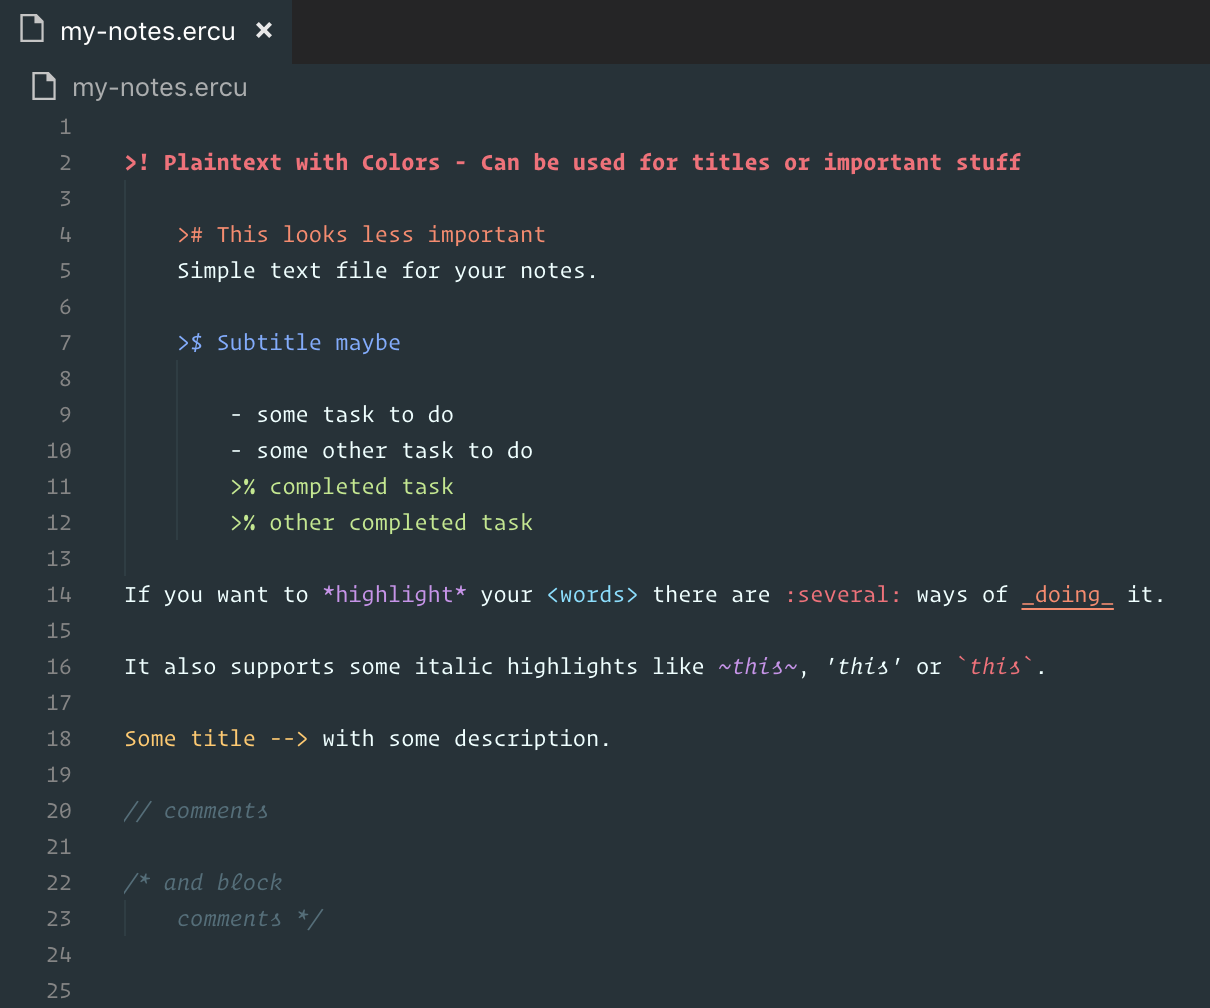 my-notes.ercu ×
my-notes.ercu
1
2 >! Plaintext with Colors - Can be used for titles or important stuff
3
4 ># This looks less important
5 Simple text file for your notes.
6
7 >$ Subtitle maybe
8
9 - some task to do
10 - some other task to do
11 >% completed task
12 >% other completed task
13
14 If you want to *highlight* your <words> there are :several: ways of _doing_ it.
15
16 It also supports some italic highlights like ~this~, 'this' or `this`.
17
18 Some title --> with some description.
19
20 // comments
21
22 /* and block
23 comments */
24
25